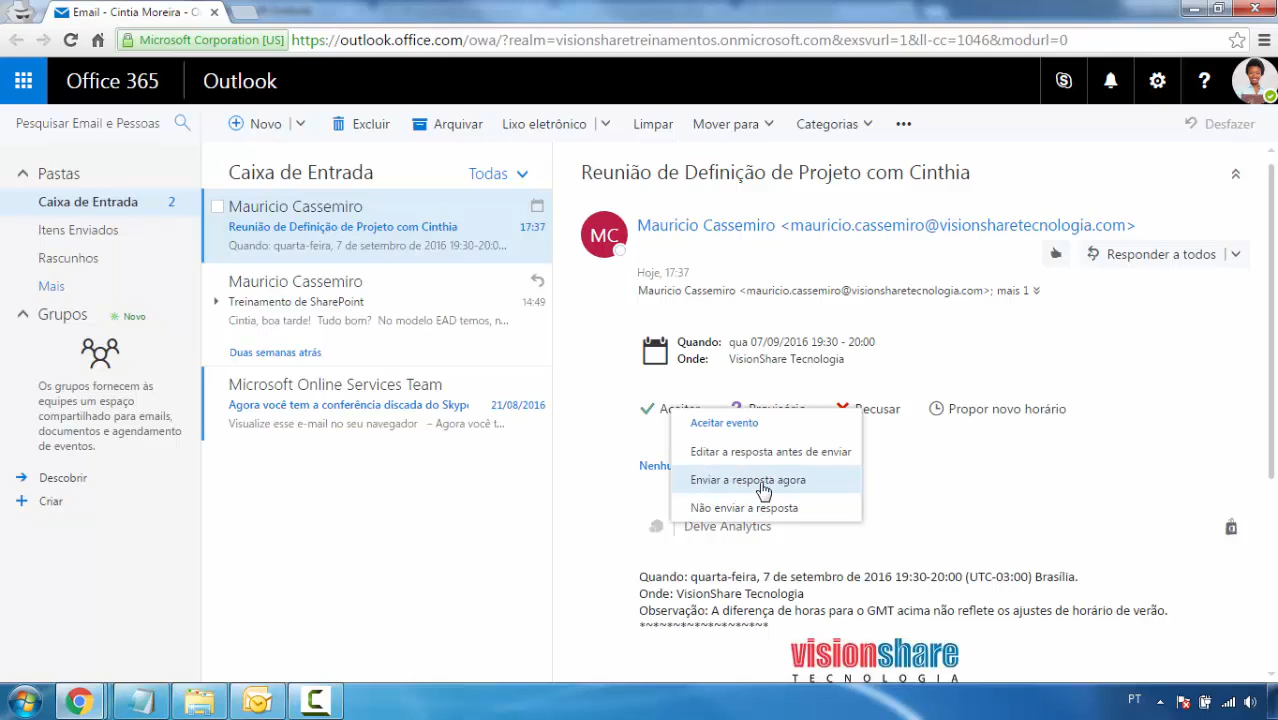 Email - Cintia Moreira - O
Microsoft Corporation [US]
https://outlook.office.com/owa/?realm=visionsharetreinamentos.onmicrosoft.com&exsvurl=1&ll-cc=1046&modurl=0
Office 365
Outlook
Pesquisar Email e Pessoas
Novo
Excluir
Arquivar
Lixo eletrônico
Limpar
Mover para
Categorias
•••
Desfazer
Pastas
Caixa de Entrada 2
Itens Enviados
Rascunhos
Mais
Grupos Novo
Os grupos fornecem às
equipes um espaço
compartilhado para emails,
documentos e agendamento
de eventos.
Descobrir
Criar
Caixa de Entrada
Todas
Mauricio Cassemiro
Reunião de Definição de Projeto com Cinthia 17:37
Quando: quarta-feira, 7 de setembro de 2016 19:30-20:0...
Mauricio Cassemiro
Treinamento de SharePoint 14:49
Cintia, boa tarde! Tudo bom? No modelo EAD temos, n...
Duas semanas atrás
Microsoft Online Services Team
Agora você tem a conferência discada do Skype 21/08/2016
Visualize esse e-mail no seu navegador – Agora você t...
Reunião de Definição de Projeto com Cinthia
MC
Mauricio Cassemiro <mauricio.cassemiro@visionsharetecnologia.com>
Responder a todos
Hoje, 17:37
Mauricio Cassemiro <mauricio.cassemiro@visionsharetecnologia.com>; mais 1
Quando: qua 07/09/2016 19:30 - 20:00
Onde: VisionShare Tecnologia
Aceitar
Provisório
Recusar
Propor novo horário
Aceitar evento
Editar a resposta antes de enviar
Enviar a resposta agora
Não enviar a resposta
Nenhu
Delve Analytics
Quando: quarta-feira, 7 de setembro de 2016 19:30-20:00 (UTC-03:00) Brasília.
Onde: VisionShare Tecnologia
Observação: A diferença de horas para o GMT acima não reflete os ajustes de horário de verão.
*~*~*~*~*~*~*~*~*~*
visionshare
TECNOLOGIA
PT